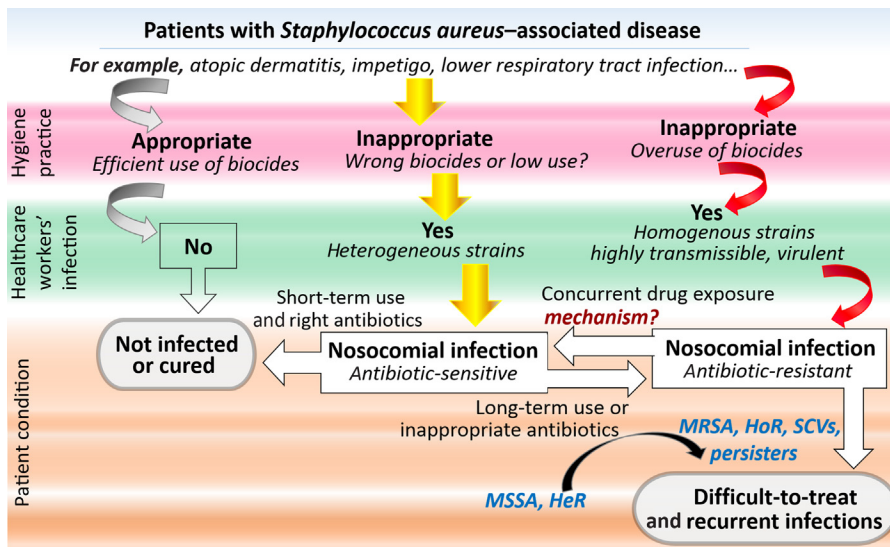 Patients with Staphylococcus aureus–associated disease
For example, atopic dermatitis, impetigo, lower respiratory tract infection...
Hygiene
practice
Appropriate
Efficient use of biocides
Inappropriate
Wrong biocides or low use?
Inappropriate
Overuse of biocides
Healthcare
workers'
infection
No
Yes
Heterogeneous strains
Yes
Homogenous strains
highly transmissible, virulent
Patient condition
Short-term use
and right antibiotics
Concurrent drug exposure
mechanism?
Not infected
or cured
Nosocomial infection
Antibiotic-sensitive
Nosocomial infection
Antibiotic-resistant
Long-term use or
inappropriate antibiotics
MRSA, HoR, SCVs,
persisters
MSSA, HeR
Difficult-to-treat
and recurrent infections